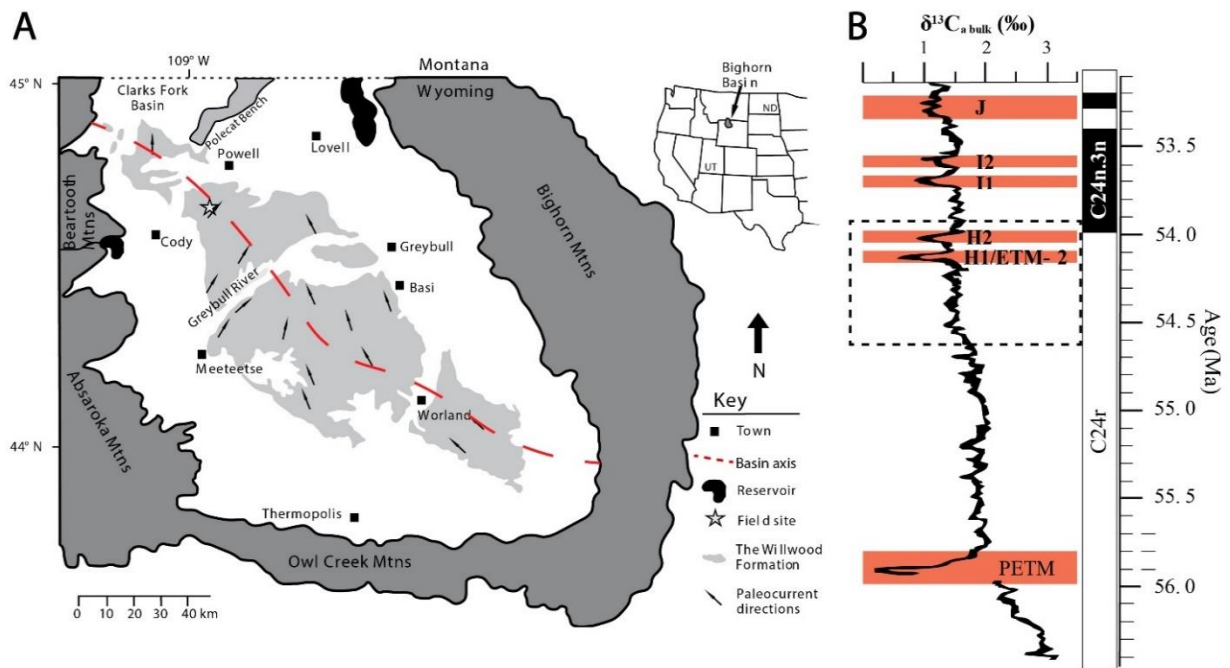 A
109° W
45° N
Clarks Fork
Basin
Polecat Bench
Powell
Lovell
Montana
Wyoming
Bighorn
Basi n
ND
UT
Beartooth
Mtns
Cody
Greybull
Basi
Greybull River
Bighorn Mtns
Meeteetse
Absaroka Mtns
Worland
44° N
Thermopolis
Owl Creek Mtns
0 10 20 30 40 km
N
Key
Town
Basin axis
Reservoir
Field site
The Willwood
Formation
Paleocurrent
directions
B
δ¹³Ca bulk (‰)
1 2 3
J
I2
I1
H2
H1/ETM- 2
PETM
C24n.3n
C24r
53.5
54.0
54.5
55.0
55.5
56.0
Age (Ma)